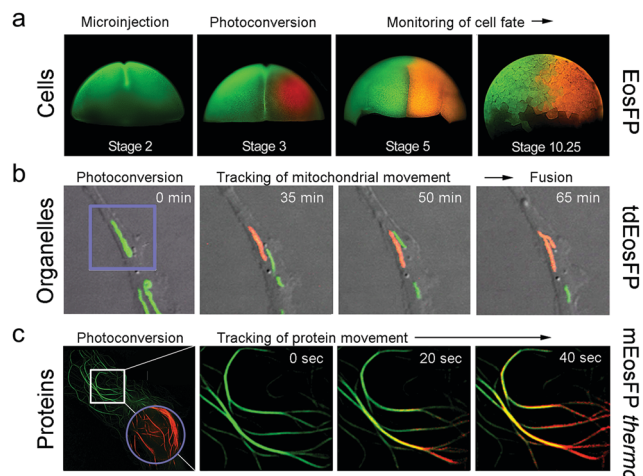 a
Microinjection
Photoconversion
Monitoring of cell fate
Cells
EosFP
Stage 2
Stage 3
Stage 5
Stage 10.25
b
Photoconversion
Tracking of mitochondrial movement
Fusion
Organelles
tdEosFP
0 min
35 min
50 min
65 min
c
Photoconversion
Tracking of protein movement
Proteins
mEosFP thermo
0 sec
20 sec
40 sec